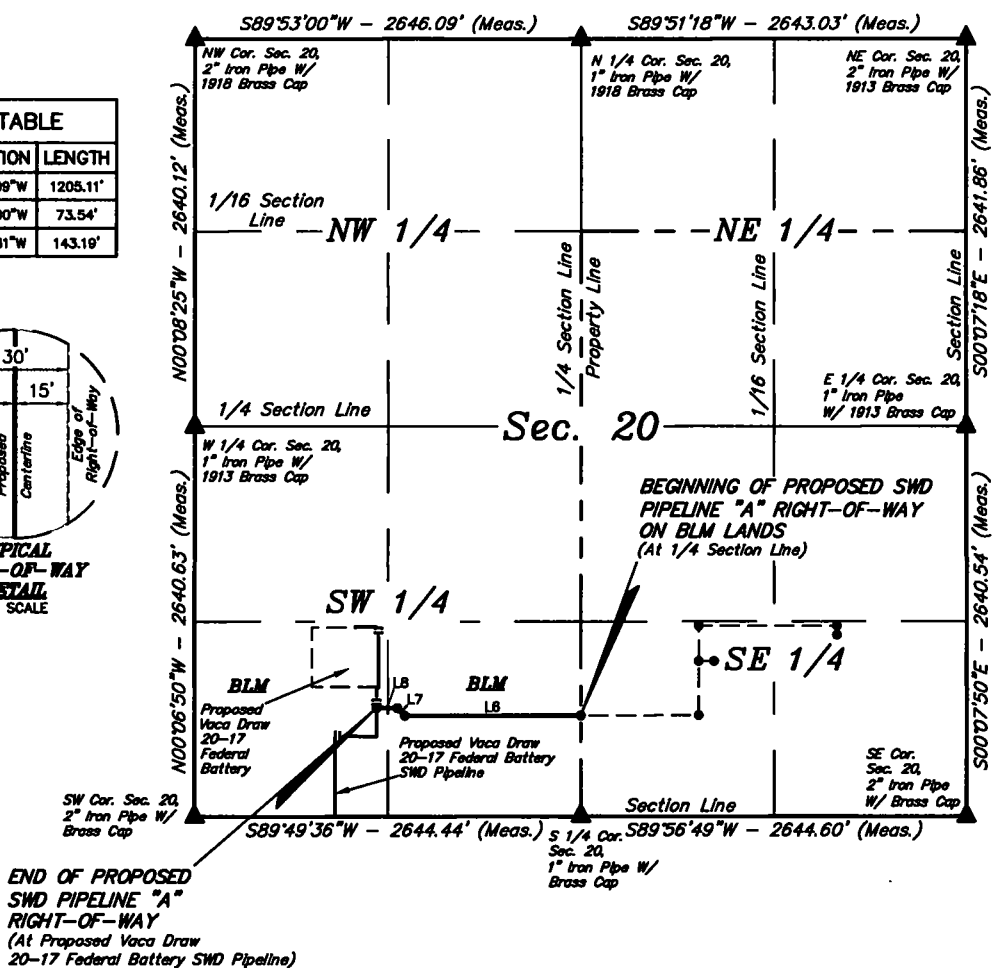 S89°53'00"W - 2646.09' (Meas.)
S89°51'18"W - 2643.03' (Meas.)
NW Cor. Sec. 20,
2" Iron Pipe W/
1918 Brass Cap
N 1/4 Cor. Sec. 20,
1" Iron Pipe W/
1918 Brass Cap
NE Cor. Sec. 20,
2" Iron Pipe W/
1913 Brass Cap
TABLE
ION LENGTH
9"W 1205.11'
0"W 73.54'
1"W 143.19'
N00°08'25"W - 2640.12' (Meas.)
S00°07'18"E - 2641.86' (Meas.)
1/16 Section
Line
NW 1/4
NE 1/4
1/4 Section Line
Property Line
1/16 Section Line
Section Line
30'
15'
Proposed
Centerline
Edge of
Right-of-Way
PICAL
-OF-WAY
ETAIL
SCALE
1/4 Section Line
E 1/4 Cor. Sec. 20,
1" Iron Pipe
W/ 1913 Brass Cap
Sec. 20
W 1/4 Cor. Sec. 20,
1" Iron Pipe W/
1913 Brass Cap
BEGINNING OF PROPOSED SWD
PIPELINE "A" RIGHT-OF-WAY
ON BLM LANDS
(At 1/4 Section Line)
N00°06'50"W - 2640.63' (Meas.)
S00°07'50"E - 2640.54' (Meas.)
SW 1/4
SE 1/4
BLM
BLM
L8
L7
L6
Proposed
Vaca Draw
20-17
Federal
Battery
Proposed Vaca Draw
20-17 Federal Battery
SWD Pipeline
SE Cor.
Sec. 20,
2" Iron Pipe
W/ Brass Cap
SW Cor. Sec. 20,
2" Iron Pipe W/
Brass Cap
Section Line
S89°49'36"W - 2644.44' (Meas.)
S89°56'49"W - 2644.60' (Meas.)
S 1/4 Cor.
Sec. 20,
1" Iron Pipe W/
Brass Cap
END OF PROPOSED
SWD PIPELINE "A"
RIGHT-OF-WAY
(At Proposed Vaca Draw
20-17 Federal Battery SWD Pipeline)